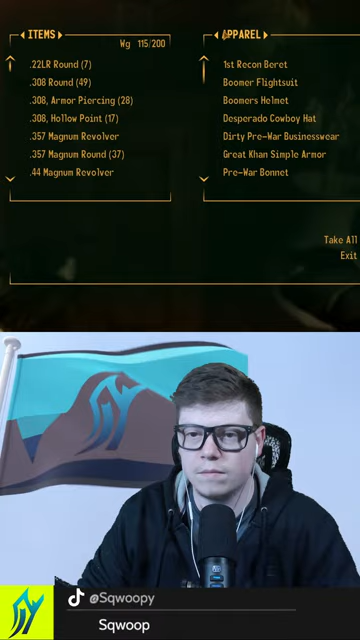 ITEMS
Wg 115/200
.22LR Round (7)
.308 Round (49)
.308, Armor Piercing (28)
.308, Hollow Point (17)
.357 Magnum Revolver
.357 Magnum Round (37)
.44 Magnum Revolver
APPAREL
1st Recon Beret
Boomer Flightsuit
Boomers Helmet
Desperado Cowboy Hat
Dirty Pre-War Businesswear
Great Khan Simple Armor
Pre-War Bonnet
Take All
Exit
@Sqwoopy
Sqwoop